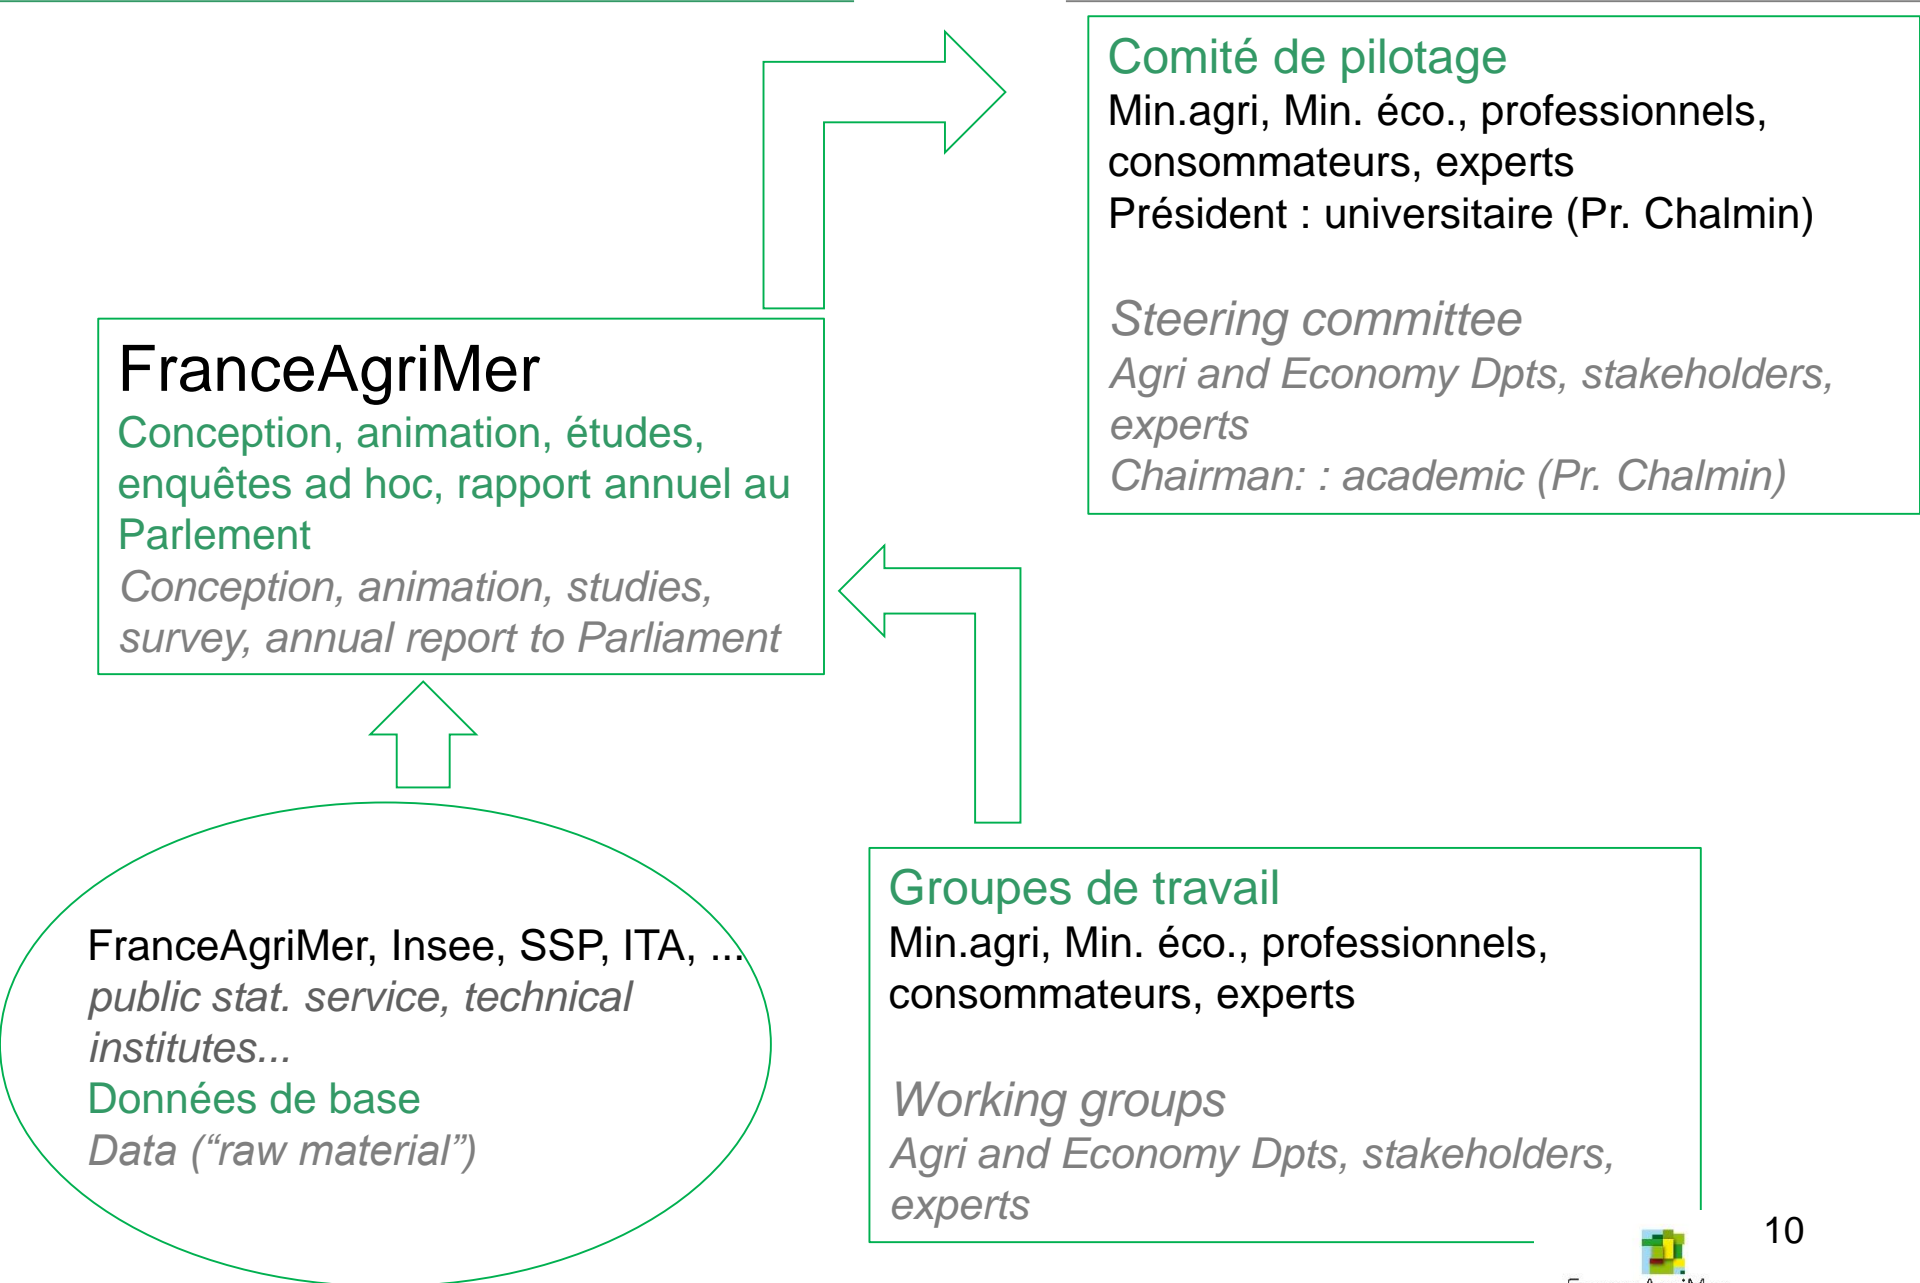 Comité de pilotage
Min.agri, Min. éco., professionnels,
consommateurs, experts
Président : universitaire (Pr. Chalmin)
Steering committee
Agri and Economy Dpts, stakeholders,
experts
Chairman: : academic (Pr. Chalmin)
FranceAgriMer
Conception, animation, études,
enquêtes ad hoc, rapport annuel au
Parlement
Conception, animation, studies,
survey, annual report to Parliament
FranceAgriMer, Insee, SSP, ITA, ...
public stat. service, technical
institutes...
Données de base
Data (“raw material”)
Groupes de travail
Min.agri, Min. éco., professionnels,
consommateurs, experts
Working groups
Agri and Economy Dpts, stakeholders,
experts
10